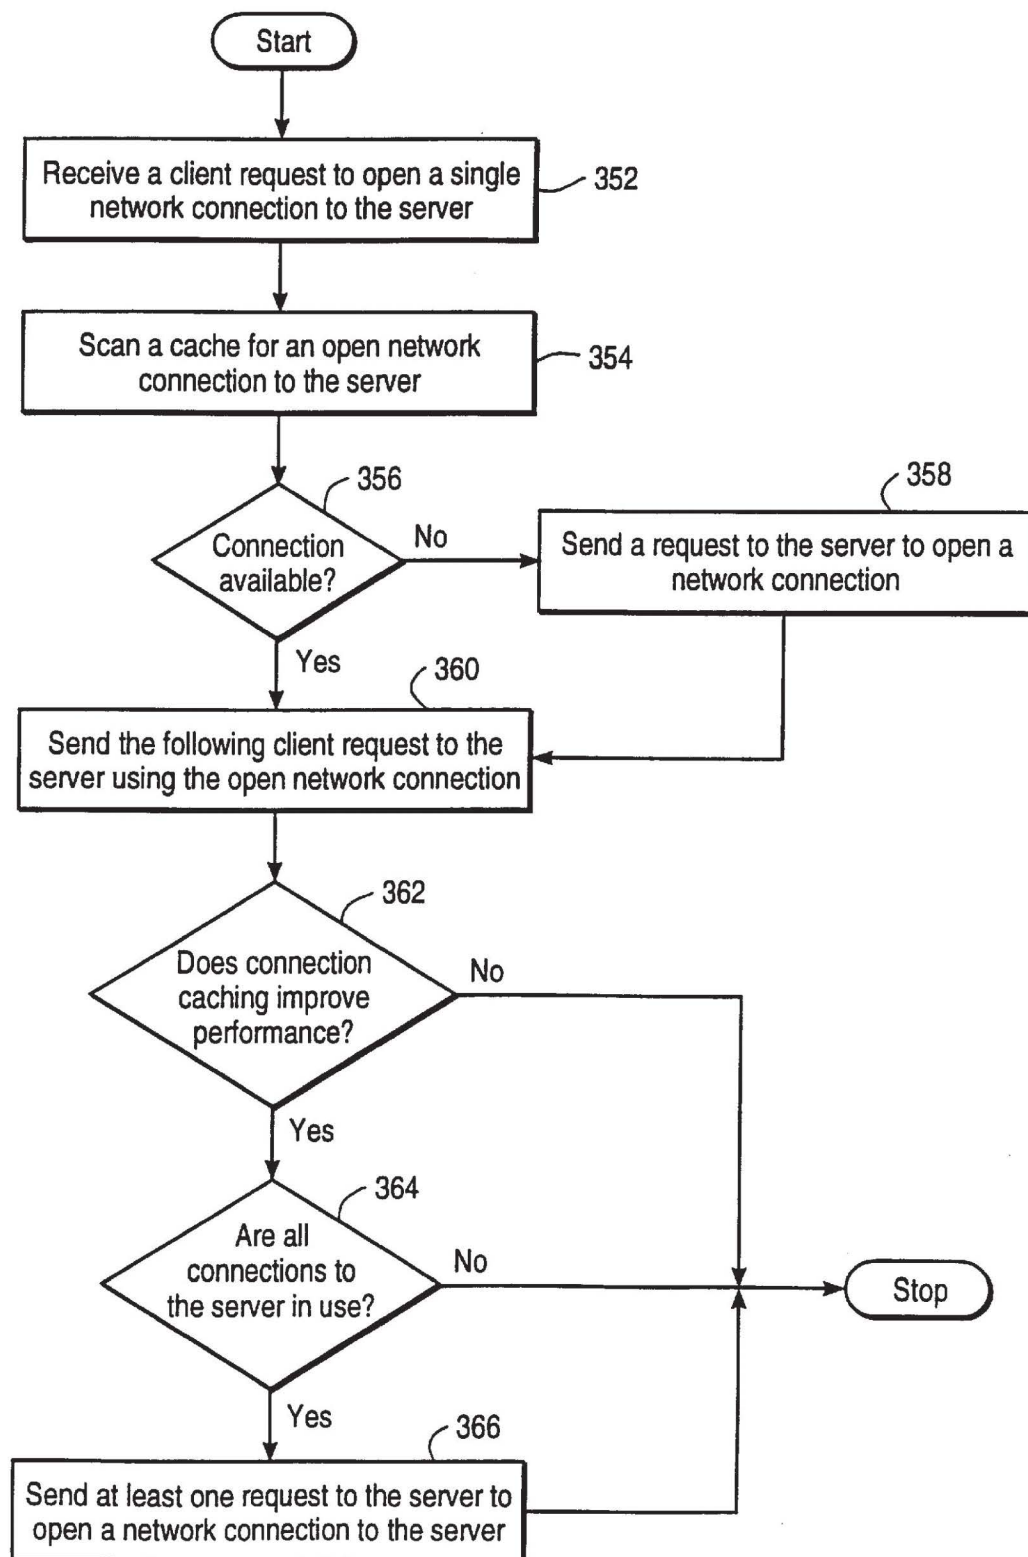 Start
Receive a client request to open a single
network connection to the server
352
Scan a cache for an open network
connection to the server
354
356
Connection
available?
No
358
Send a request to the server to open a
network connection
Yes
360
Send the following client request to the
server using the open network connection
362
Does connection
caching improve
performance?
No
Yes
364
Are all
connections to
the server in use?
No
Stop
Yes
366
Send at least one request to the server to
open a network connection to the server